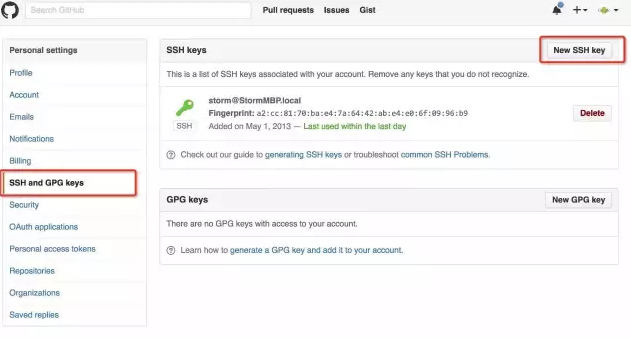 Search GitHub
Pull requests Issues Gist
Personal settings
Profile
Account
Emails
Notifications
Billing
SSH and GPG keys
Security
OAuth applications
Personal access tokens
Repositories
Organizations
Saved replies
SSH keys
New SSH key
This is a list of SSH keys associated with your account. Remove any keys that you do not recognize.
storm@StormMBP.local
Fingerprint: a2:cc:81:70:ba:e4:7a:64:42:ab:e4:e0:6f:09:96:b9
SSH
Added on May 1, 2013 — Last used within the last day
Delete
Check out our guide to generating SSH keys or troubleshoot common SSH Problems.
GPG keys
New GPG key
There are no GPG keys with access to your account.
Learn how to generate a GPG key and add it to your account.